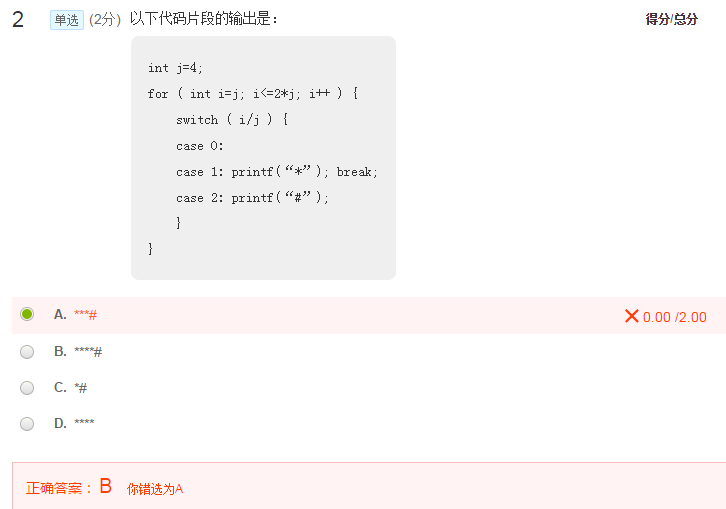 2 单选 (2分) 以下代码片段的输出是： 得分/总分
int j=4;
for ( int i=j; i<=2*j; i++ ) {
switch ( i/j ) {
case 0:
case 1: printf(“*”); break;
case 2: printf(“#”);
}
}
A. ***# 0.00 /2.00
B. ****#
C. *#
D. ****
正确答案：B 你错选为A